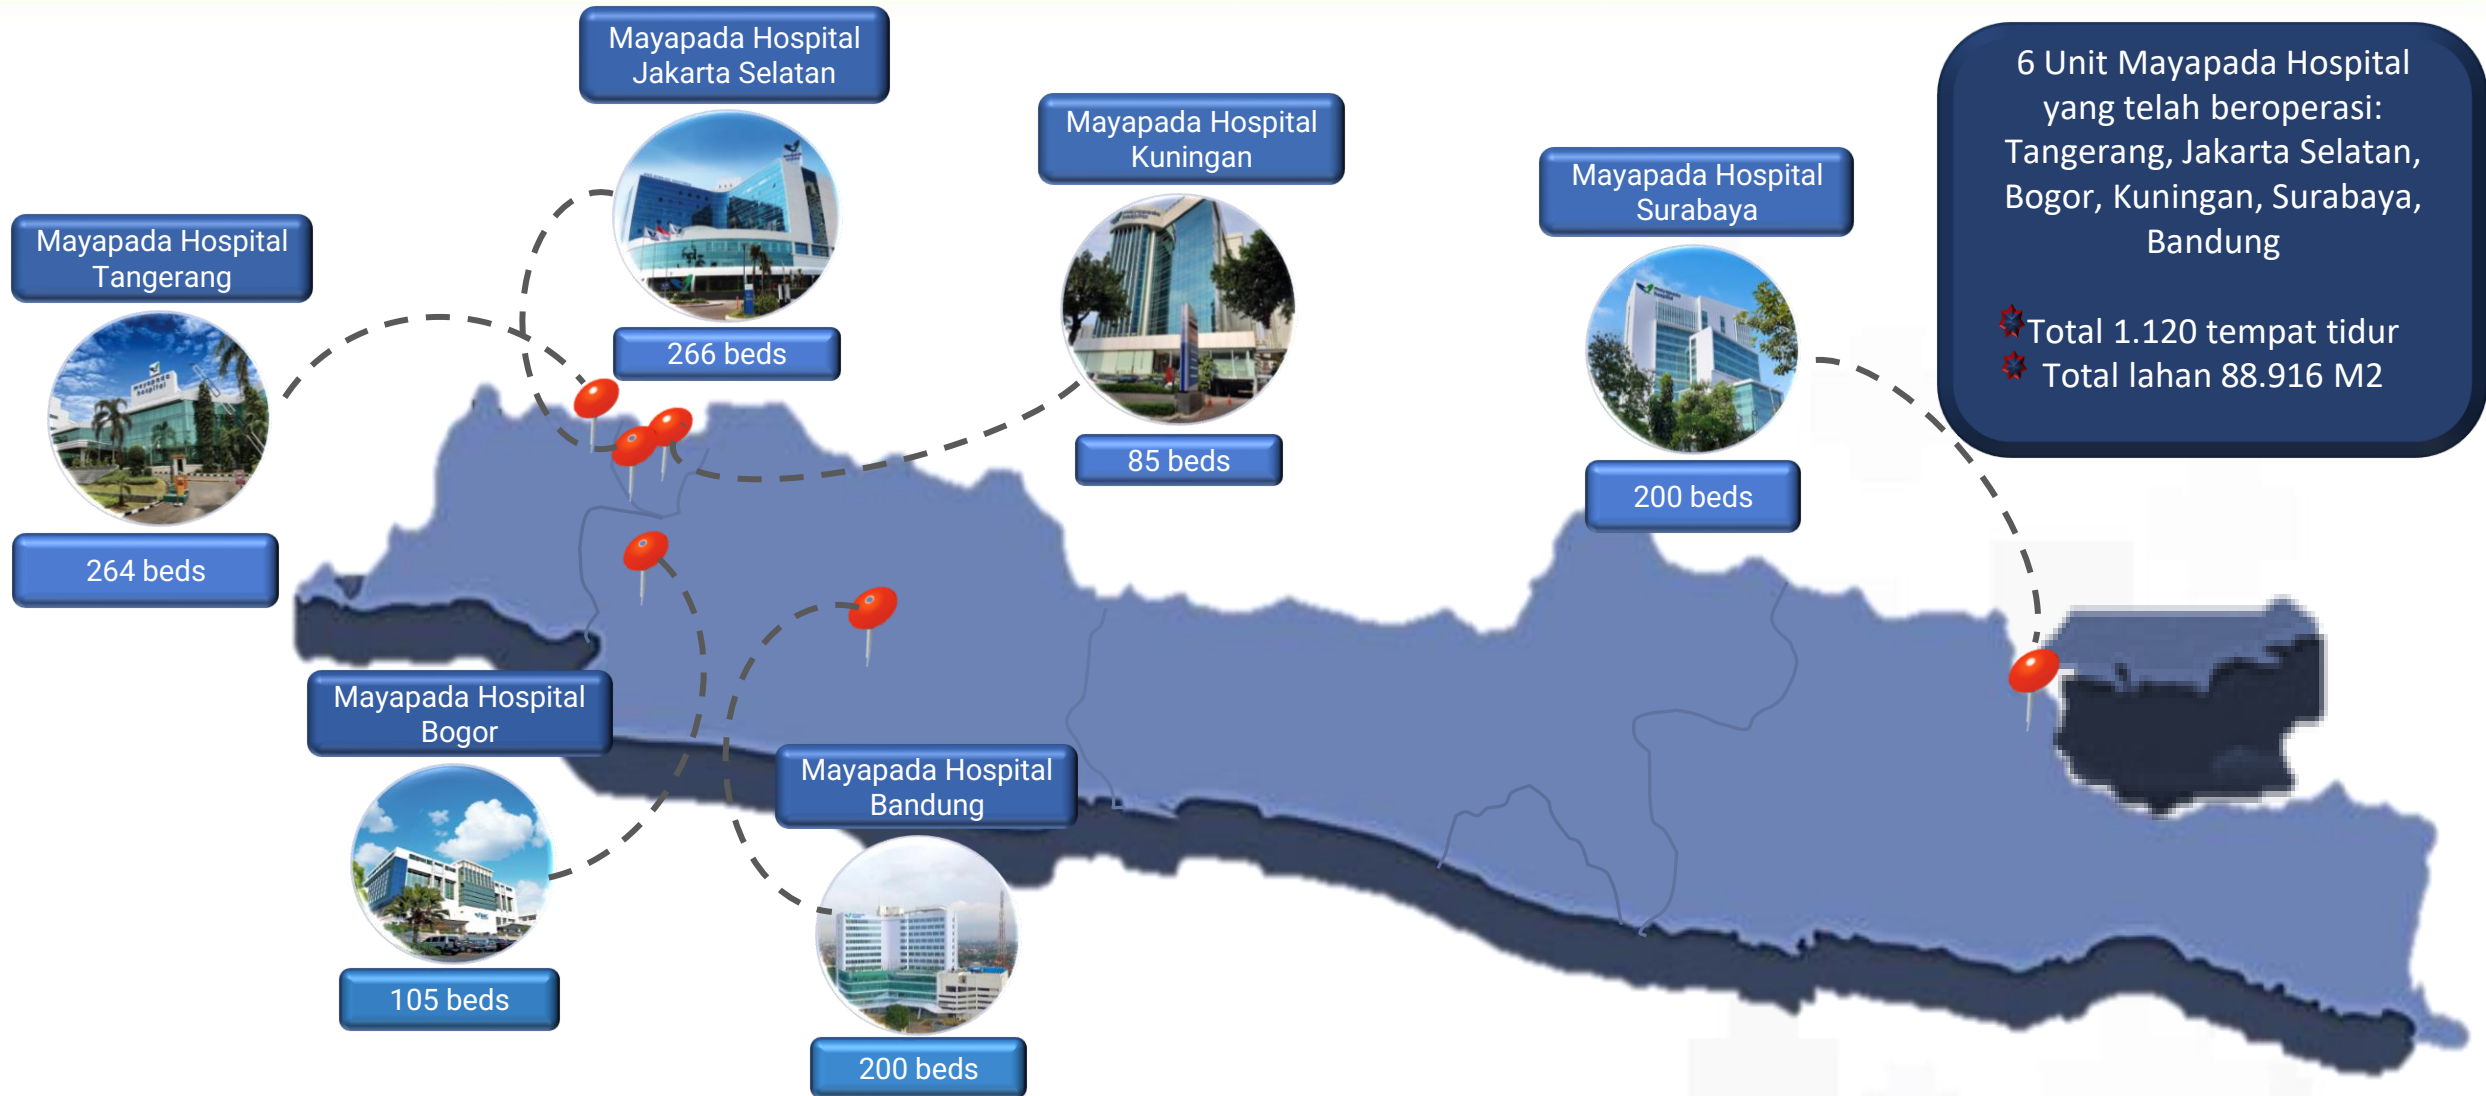 Mayapada Hospital
Jakarta Selatan
266 beds
Mayapada Hospital
Kuningan
85 beds
Mayapada Hospital
Surabaya
200 beds
6 Unit Mayapada Hospital
yang telah beroperasi:
Tangerang, Jakarta Selatan,
Bogor, Kuningan, Surabaya,
Bandung
Total 1.120 tempat tidur
Total lahan 88.916 M2
Mayapada Hospital
Tangerang
mayapada
hospital
264 beds
Mayapada Hospital
Bogor
105 beds
Mayapada Hospital
Bandung
200 beds